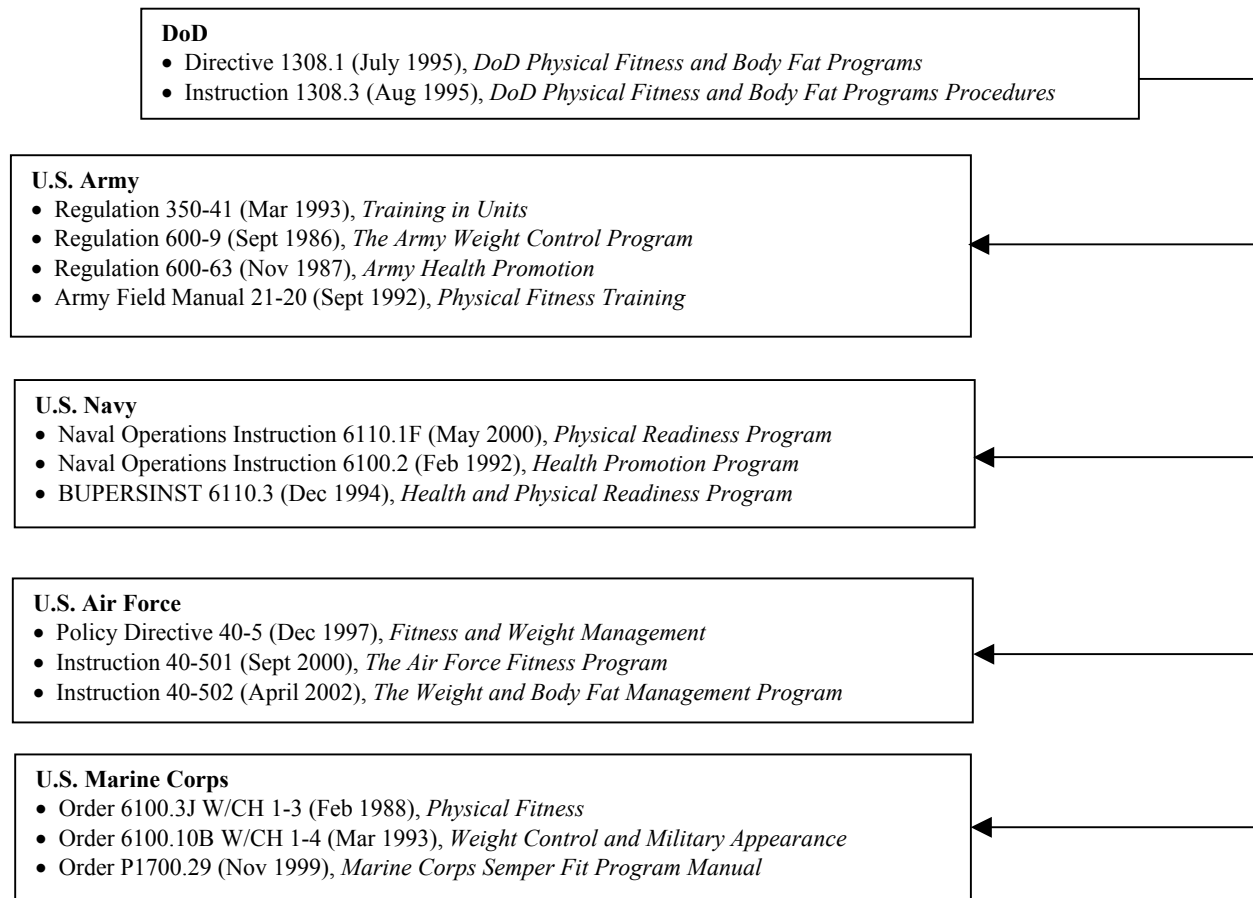 DoD
• Directive 1308.1 (July 1995), DoD Physical Fitness and Body Fat Programs
• Instruction 1308.3 (Aug 1995), DoD Physical Fitness and Body Fat Programs Procedures
U.S. Army
• Regulation 350-41 (Mar 1993), Training in Units
• Regulation 600-9 (Sept 1986), The Army Weight Control Program
• Regulation 600-63 (Nov 1987), Army Health Promotion
• Army Field Manual 21-20 (Sept 1992), Physical Fitness Training
U.S. Navy
• Naval Operations Instruction 6110.1F (May 2000), Physical Readiness Program
• Naval Operations Instruction 6100.2 (Feb 1992), Health Promotion Program
• BUPERSINST 6110.3 (Dec 1994), Health and Physical Readiness Program
U.S. Air Force
• Policy Directive 40-5 (Dec 1997), Fitness and Weight Management
• Instruction 40-501 (Sept 2000), The Air Force Fitness Program
• Instruction 40-502 (April 2002), The Weight and Body Fat Management Program
U.S. Marine Corps
• Order 6100.3J W/CH 1-3 (Feb 1988), Physical Fitness
• Order 6100.10B W/CH 1-4 (Mar 1993), Weight Control and Military Appearance
• Order P1700.29 (Nov 1999), Marine Corps Semper Fit Program Manual